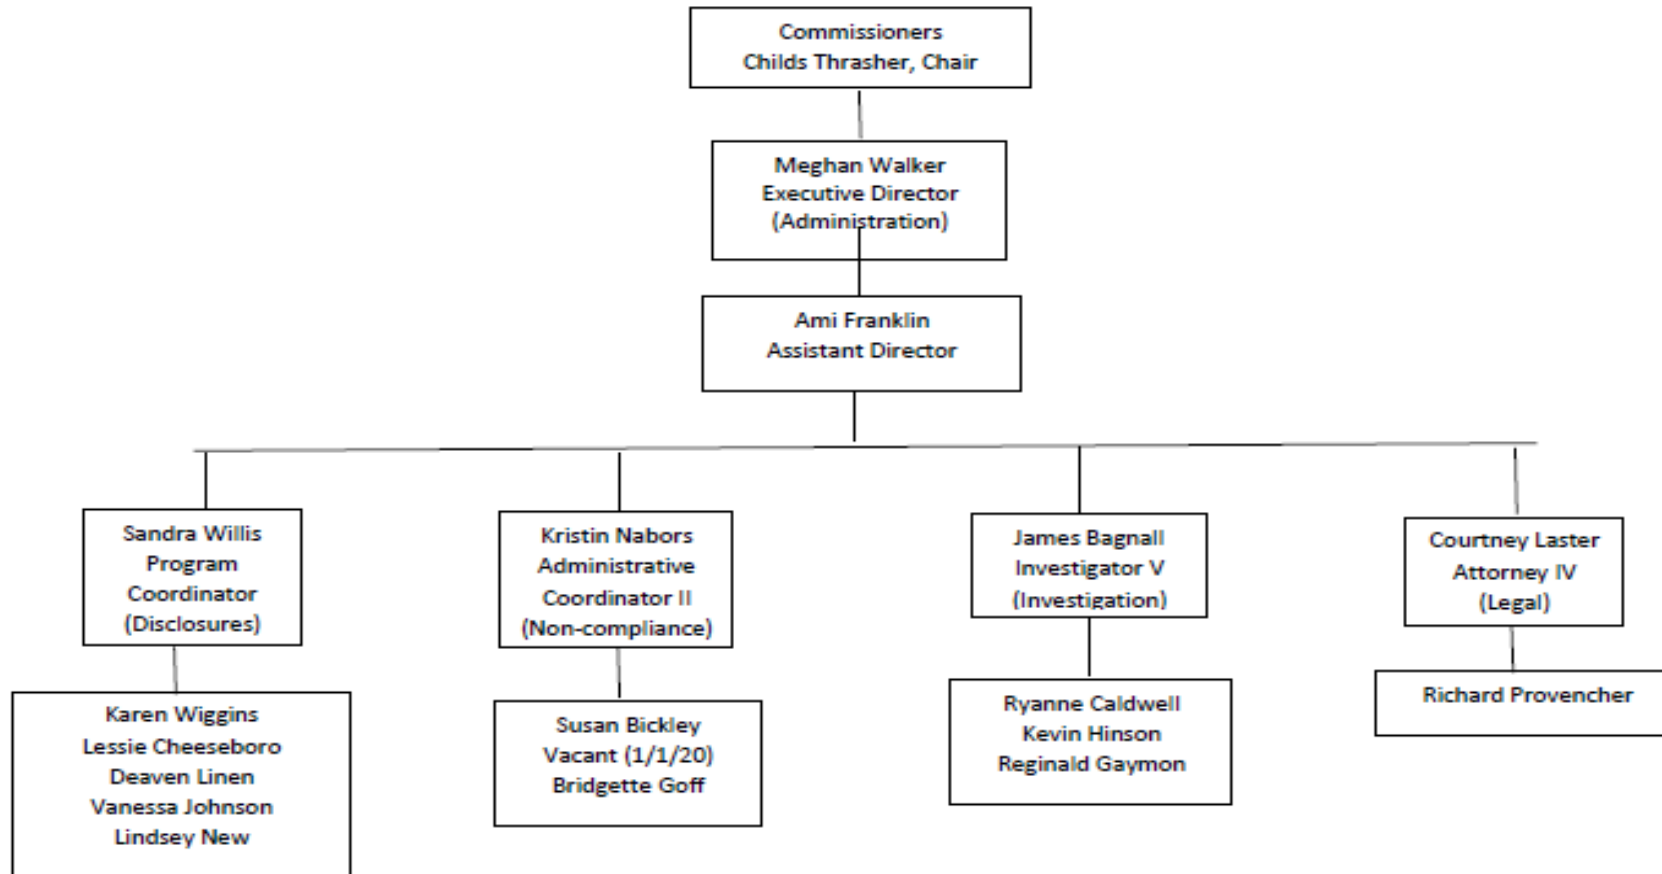 Commissioners
Childs Thrasher, Chair
Meghan Walker
Executive Director
(Administration)
Ami Franklin
Assistant Director
Sandra Willis
Program
Coordinator
(Disclosures)
Kristin Nabors
Administrative
Coordinator II
(Non-compliance)
James Bagnall
Investigator V
(Investigation)
Courtney Laster
Attorney IV
(Legal)
Karen Wiggins
Lessie Cheeseboro
Deaven Linen
Vanessa Johnson
Lindsey New
Susan Bickley
Vacant (1/1/20)
Bridgette Goff
Ryanne Caldwell
Kevin Hinson
Reginald Gaymon
Richard Provencher